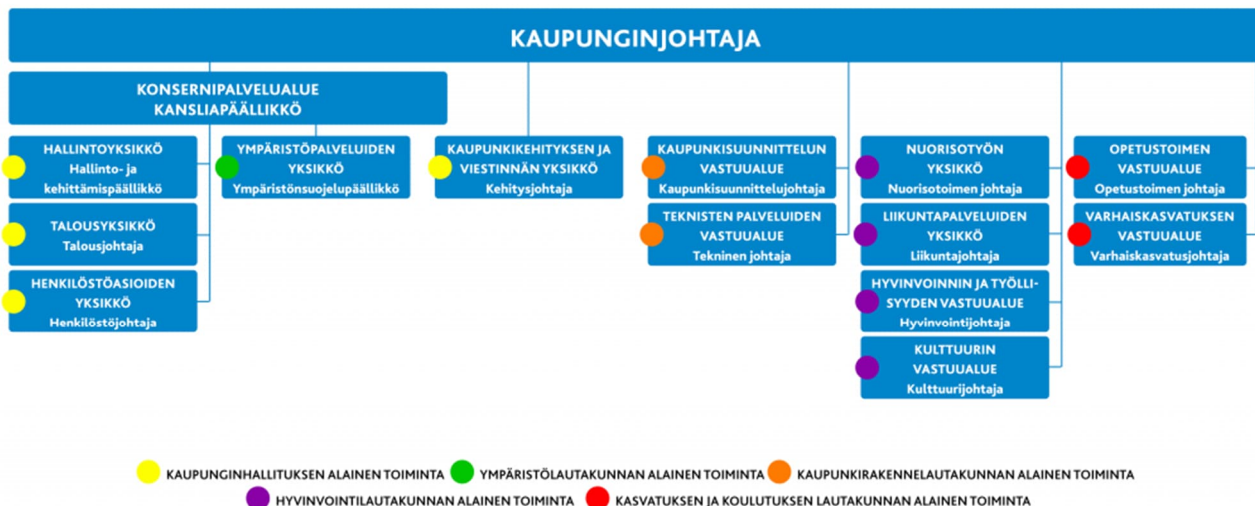 KAUPUNGINJOHTAJA
KONSERNIPALVELUALUE
KANSLIAPÄÄLLIKKÖ
HALLINTOYKSIKKÖ
Hallinto- ja
kehittämispäällikkö
TALOUSYKSIKKÖ
Talousjohtaja
HENKILÖSTÖASIOIDEN
YKSIKKÖ
Henkilöstöjohtaja
YMPÄRISTÖPALVELUIDEN
YKSIKKÖ
Ympäristönsuojelupäällikkö
KAUPUNKIKEHITYKSEN JA
VIESTINNÄN YKSIKKÖ
Kehitysjohtaja
KAUPUNKISUUNNITTELUN
VASTUUALUE
Kaupunkisuunnittelujohtaja
TEKNISTEN PALVELUIDEN
VASTUUALUE
Tekninen johtaja
NUORISOTYÖN
YKSIKKÖ
Nuorisotoimen johtaja
LIIKUNTAPALVELUIDEN
YKSIKKÖ
Liikuntajohtaja
HYVINVOINNIN JA TYÖLLI-
SYYDEN VASTUUALUE
Hyvinvointijohtaja
KULTTUURIN
VASTUUALUE
Kulttuurijohtaja
OPETUSTOIMEN
VASTUUALUE
Opetustoimen johtaja
VARHAISKASVATUKSEN
VASTUUALUE
Varhaiskasvatusjohtaja
KAUPUNGINHALLITUKSEN ALAINEN TOIMINTA
YMPÄRISTÖLAUTAKUNNAN ALAINEN TOIMINTA
KAUPUNKIRAKENNELAUTAKUNNAN ALAINEN TOIMINTA
HYVINVOINTILAUTAKUNNAN ALAINEN TOIMINTA
KASVATUKSEN JA KOULUTUKSEN LAUTAKUNNAN ALAINEN TOIMINTA